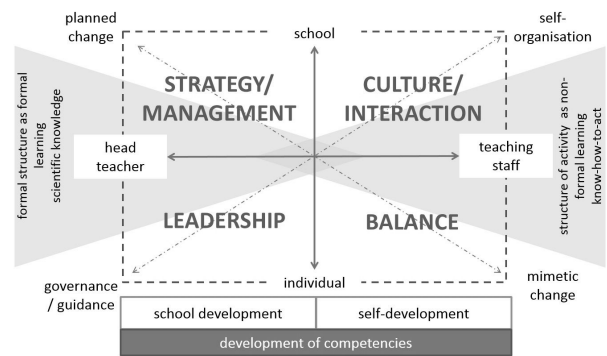 planned
change
school
self-
organisation
formal structure as formal
learning
scientific knowledge
STRATEGY/
MANAGEMENT
CULTURE/
INTERACTION
structure of activity as non-
formal learning
know-how-to-act
head
teacher
teaching
staff
LEADERSHIP
BALANCE
governance
/ guidance
individual
mimetic
change
school development
self-development
development of competencies